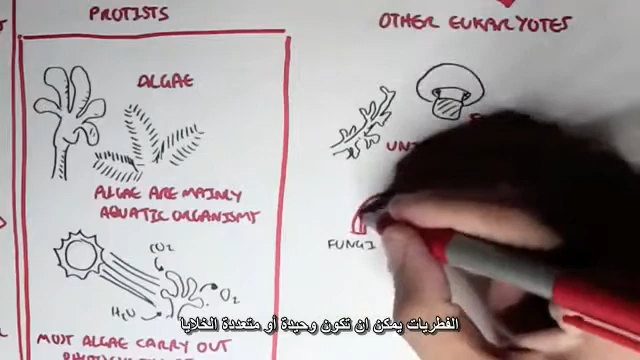 PROTISTS
ALGAE
ALGAE ARE MAINLY
AQUATIC ORGANISMY
CO2
O2
H2O
MOST ALGAE CARRY OUT
OTHER EUKARYOTES
FUNGI
الفطريات يمكن ان تكون وحيدة أو متعددة الخلايا